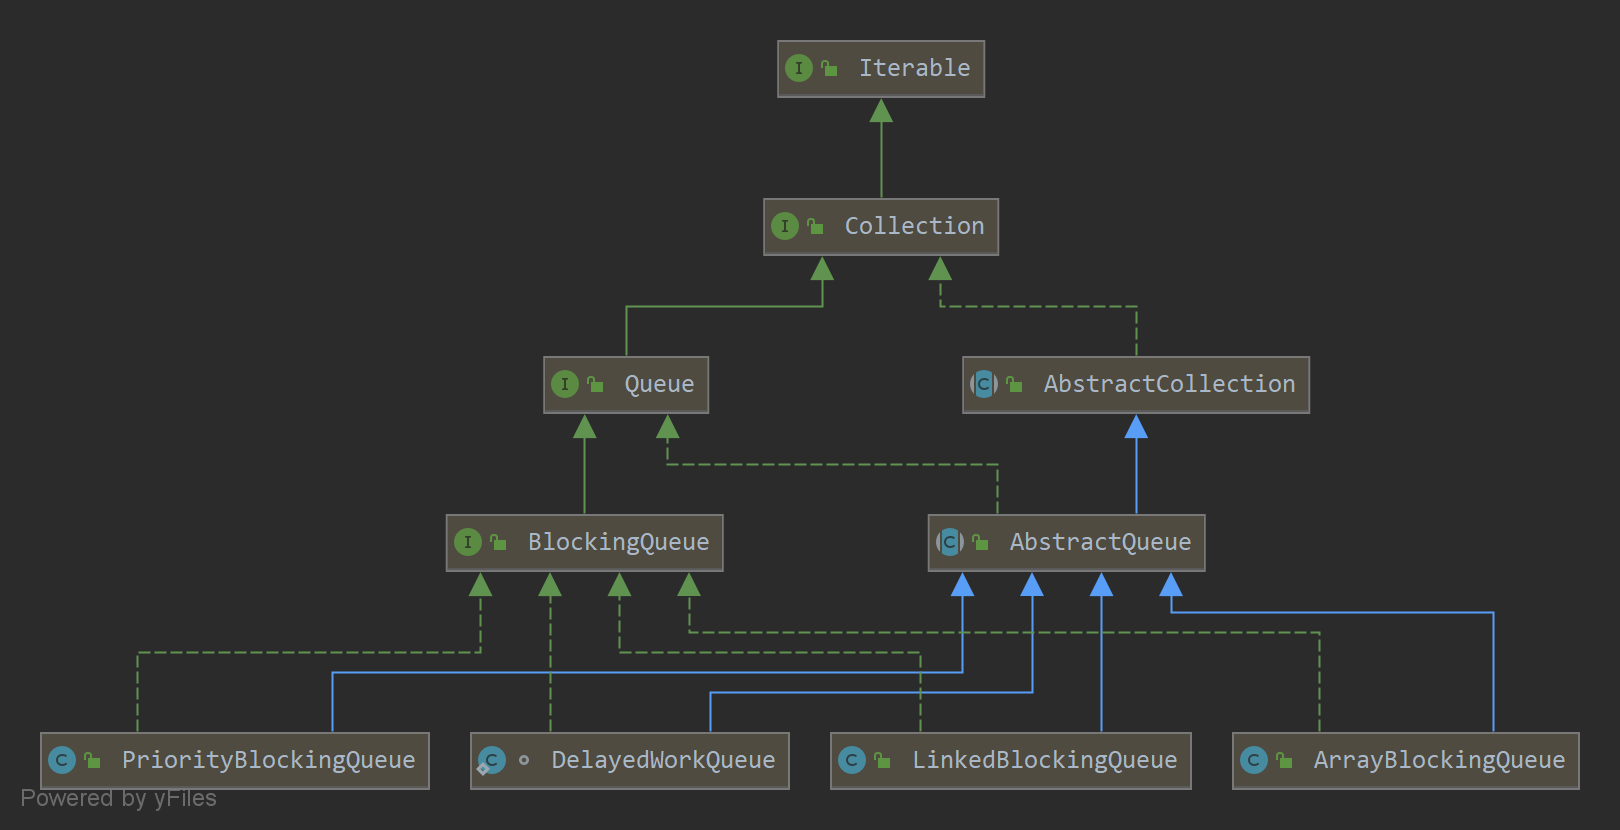 I Iterable
I Collection
I Queue
C AbstractCollection
I BlockingQueue
C AbstractQueue
C PriorityBlockingQueue
C DelayedWorkQueue
C LinkedBlockingQueue
C ArrayBlockingQueue
Powered by yFiles